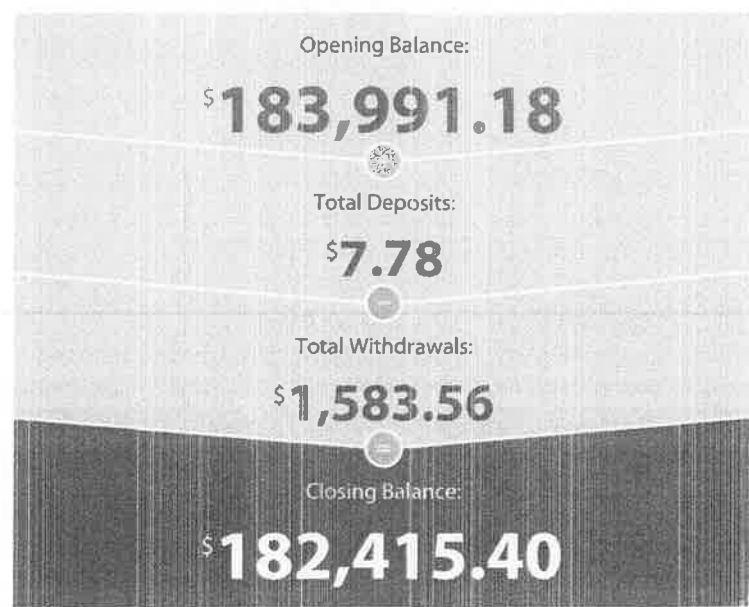 Opening Balance:
$183,991.18
Total Deposits:
$7.78
Total Withdrawals:
$1,583.56
Closing Balance:
$182,415.40